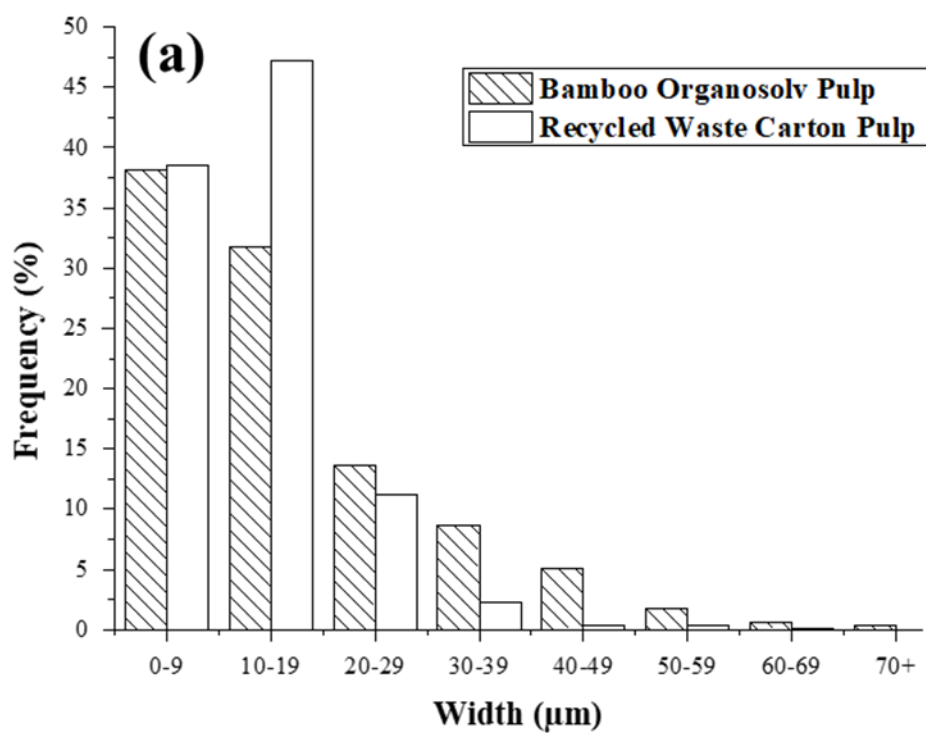 (a)
Bamboo Organosolv Pulp
Recycled Waste Carton Pulp
Frequency (%)
50
45
40
35
30
25
20
15
10
5
0
0-9 10-19 20-29 30-39 40-49 50-59 60-69 70+
Width (μm)